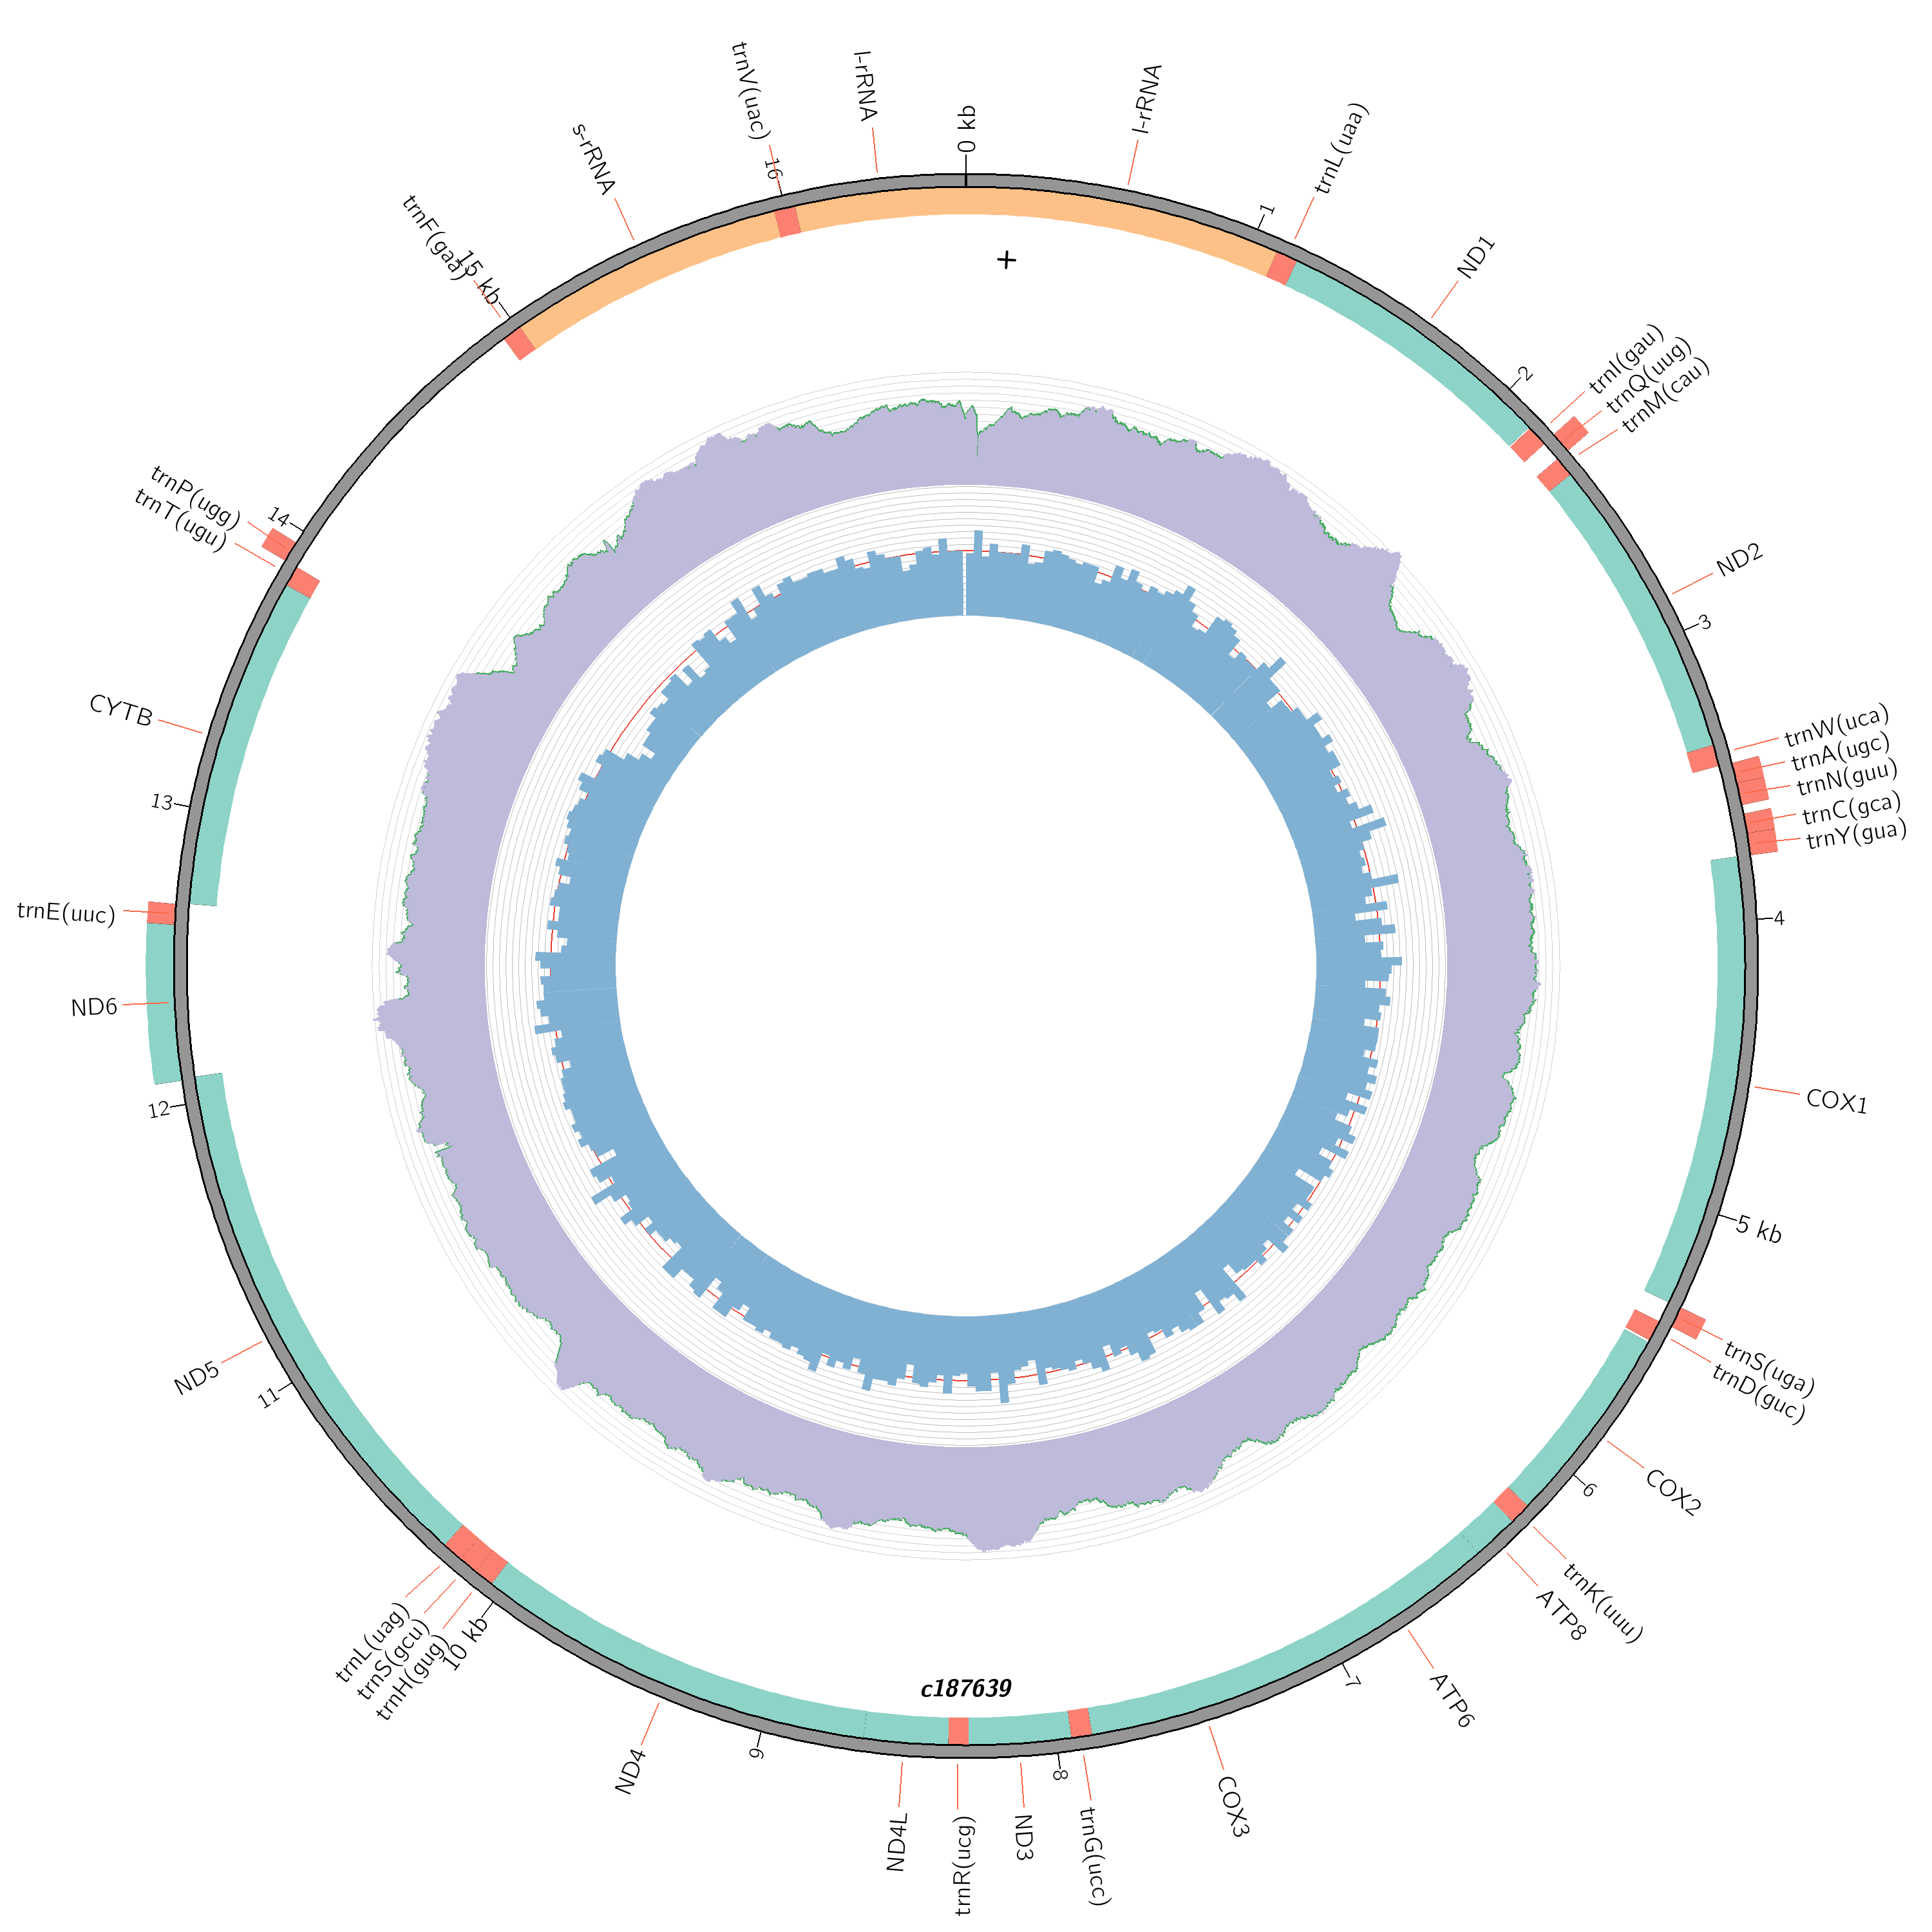 0 kb
l-rRNA
1
trnL(uaa)
ND1
2
trnI(gau)
trnQ(uug)
trnM(cau)
ND2
3
trnW(uca)
trnA(ugc)
trnN(guu)
trnC(gca)
trnY(gua)
4
COX1
5 kb
trnS(uga)
trnD(guc)
COX2
6
trnK(uuu)
ATP8
ATP6
7
COX3
trnG(ucc)
8
ND3
trnR(ucg)
ND4L
c187639
9
ND4
10 kb
trnH(gug)
trnS(gcu)
trnL(uag)
11
ND5
12
ND6
trnE(uuc)
13
CYTB
trnT(ugu)
trnP(ugg)
14
trnF(gaa)
15 kb
s-rRNA
trnV(uac)
16
l-rRNA
+